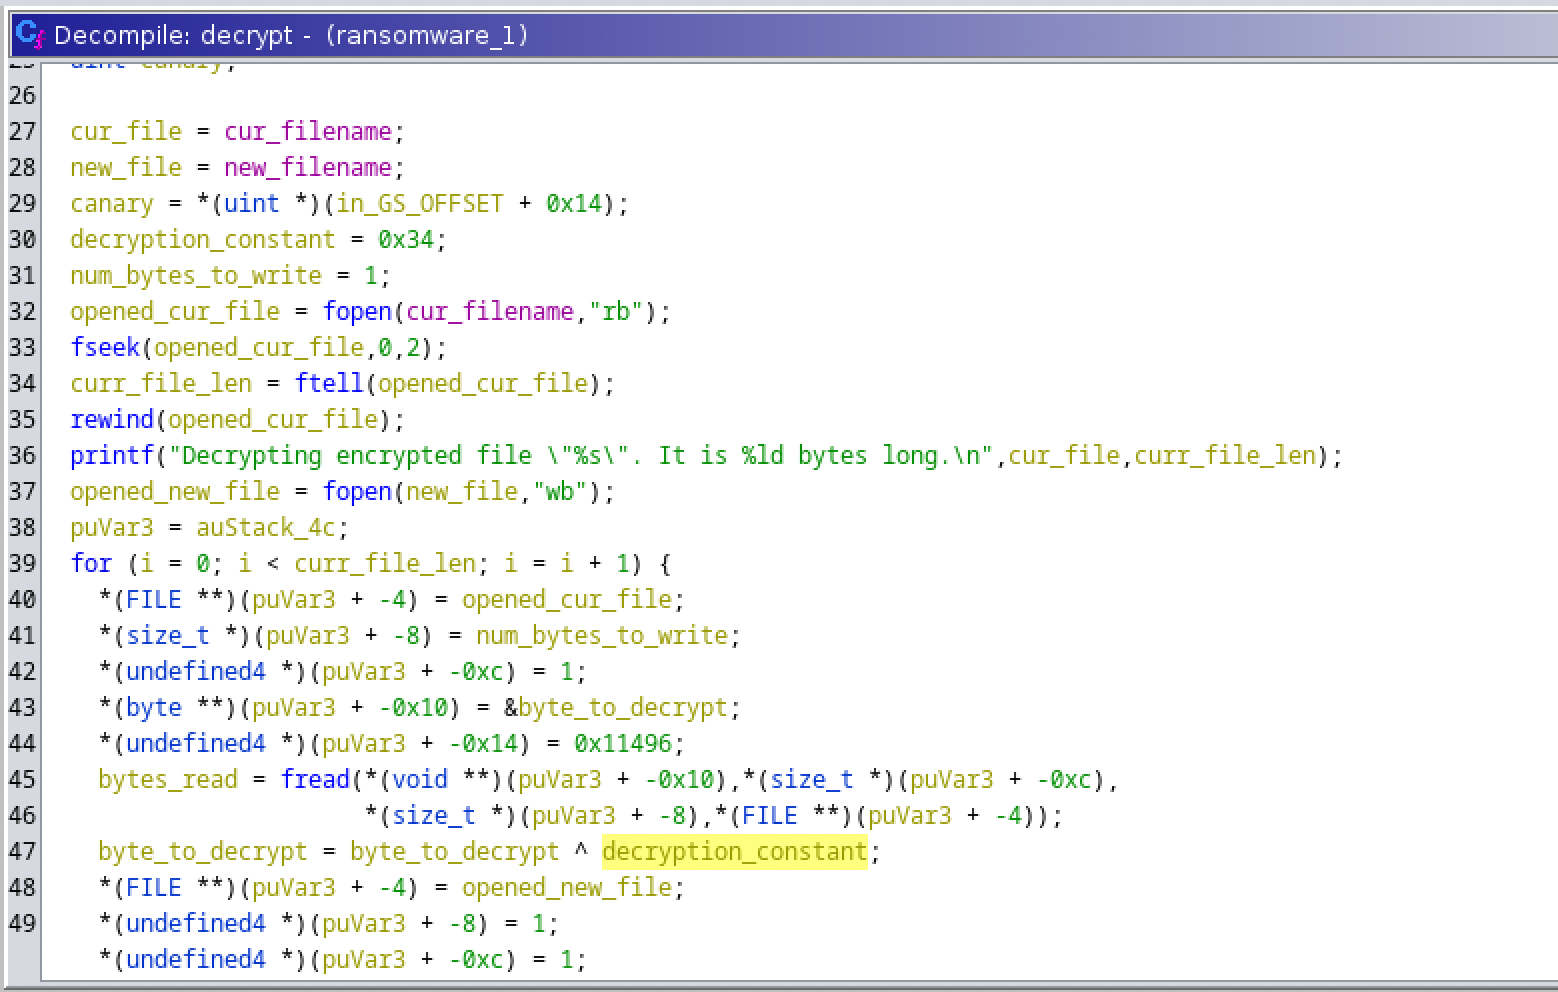 Decompile: decrypt - (ransomware_1)
25 uint canary;
26
27 cur_file = cur_filename;
28 new_file = new_filename;
29 canary = *(uint *)(in_GS_OFFSET + 0x14);
30 decryption_constant = 0x34;
31 num_bytes_to_write = 1;
32 opened_cur_file = fopen(cur_filename,"rb");
33 fseek(opened_cur_file,0,2);
34 curr_file_len = ftell(opened_cur_file);
35 rewind(opened_cur_file);
36 printf("Decrypting encrypted file \"%s\". It is %ld bytes long.\n",cur_file,curr_file_len);
37 opened_new_file = fopen(new_file,"wb");
38 puVar3 = auStack_4c;
39 for (i = 0; i < curr_file_len; i = i + 1) {
40 *(FILE **)(puVar3 + -4) = opened_cur_file;
41 *(size_t *)(puVar3 + -8) = num_bytes_to_write;
42 *(undefined4 *)(puVar3 + -0xc) = 1;
43 *(byte **)(puVar3 + -0x10) = &byte_to_decrypt;
44 *(undefined4 *)(puVar3 + -0x14) = 0x11496;
45 bytes_read = fread(*(void **)(puVar3 + -0x10),*(size_t *)(puVar3 + -0xc),
46 *(size_t *)(puVar3 + -8),*(FILE **)(puVar3 + -4));
47 byte_to_decrypt = byte_to_decrypt ^ decryption_constant;
48 *(FILE **)(puVar3 + -4) = opened_new_file;
49 *(undefined4 *)(puVar3 + -8) = 1;
*(undefined4 *)(puVar3 + -0xc) = 1;